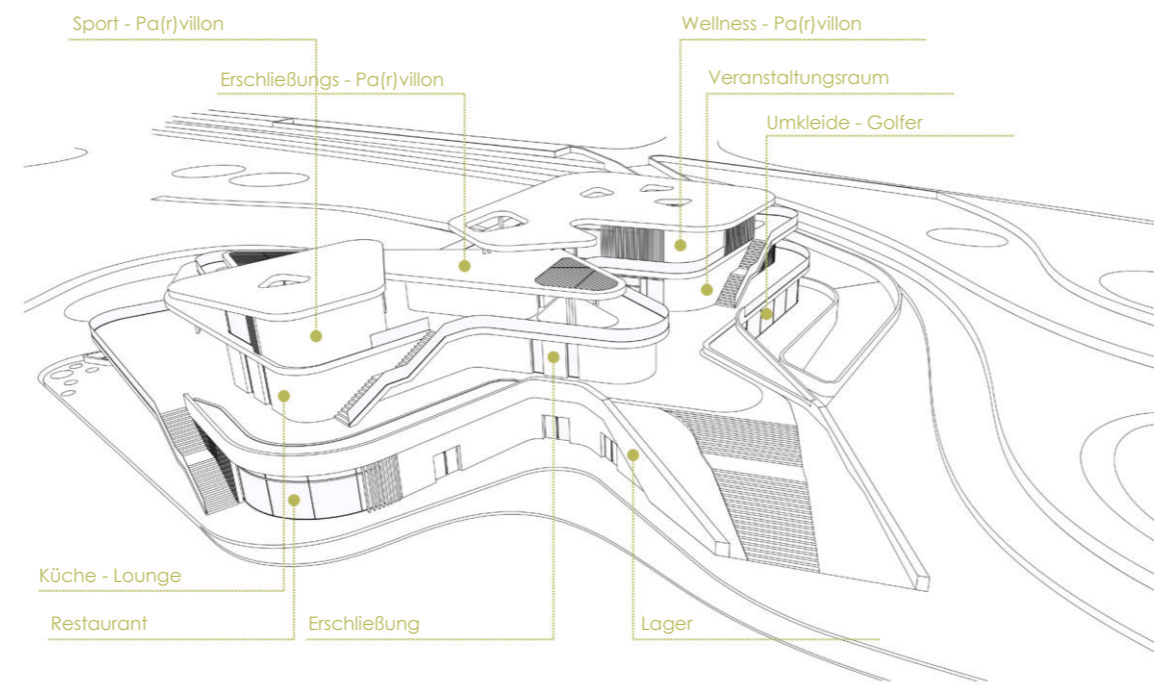 Sport - Pa(r)villon
Wellness - Pa(r)villon
Erschließungs - Pa(r)villon
Veranstaltungsraum
Umkleide - Golfer
Küche - Lounge
Restaurant
Erschließung
Lager